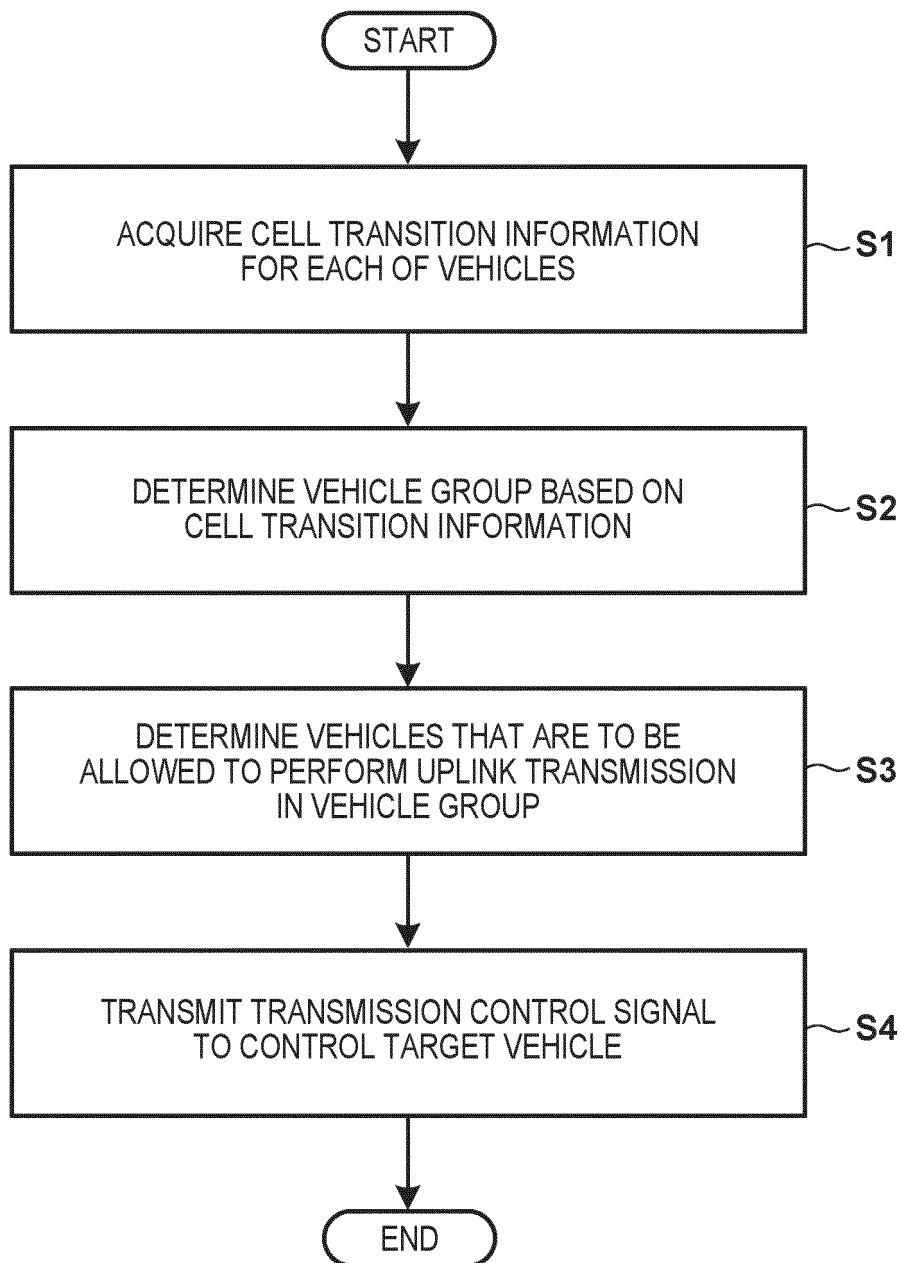 START
ACQUIRE CELL TRANSITION INFORMATION
FOR EACH OF VEHICLES
S1
DETERMINE VEHICLE GROUP BASED ON
CELL TRANSITION INFORMATION
S2
DETERMINE VEHICLES THAT ARE TO BE
ALLOWED TO PERFORM UPLINK TRANSMISSION
IN VEHICLE GROUP
S3
TRANSMIT TRANSMISSION CONTROL SIGNAL
TO CONTROL TARGET VEHICLE
S4
END